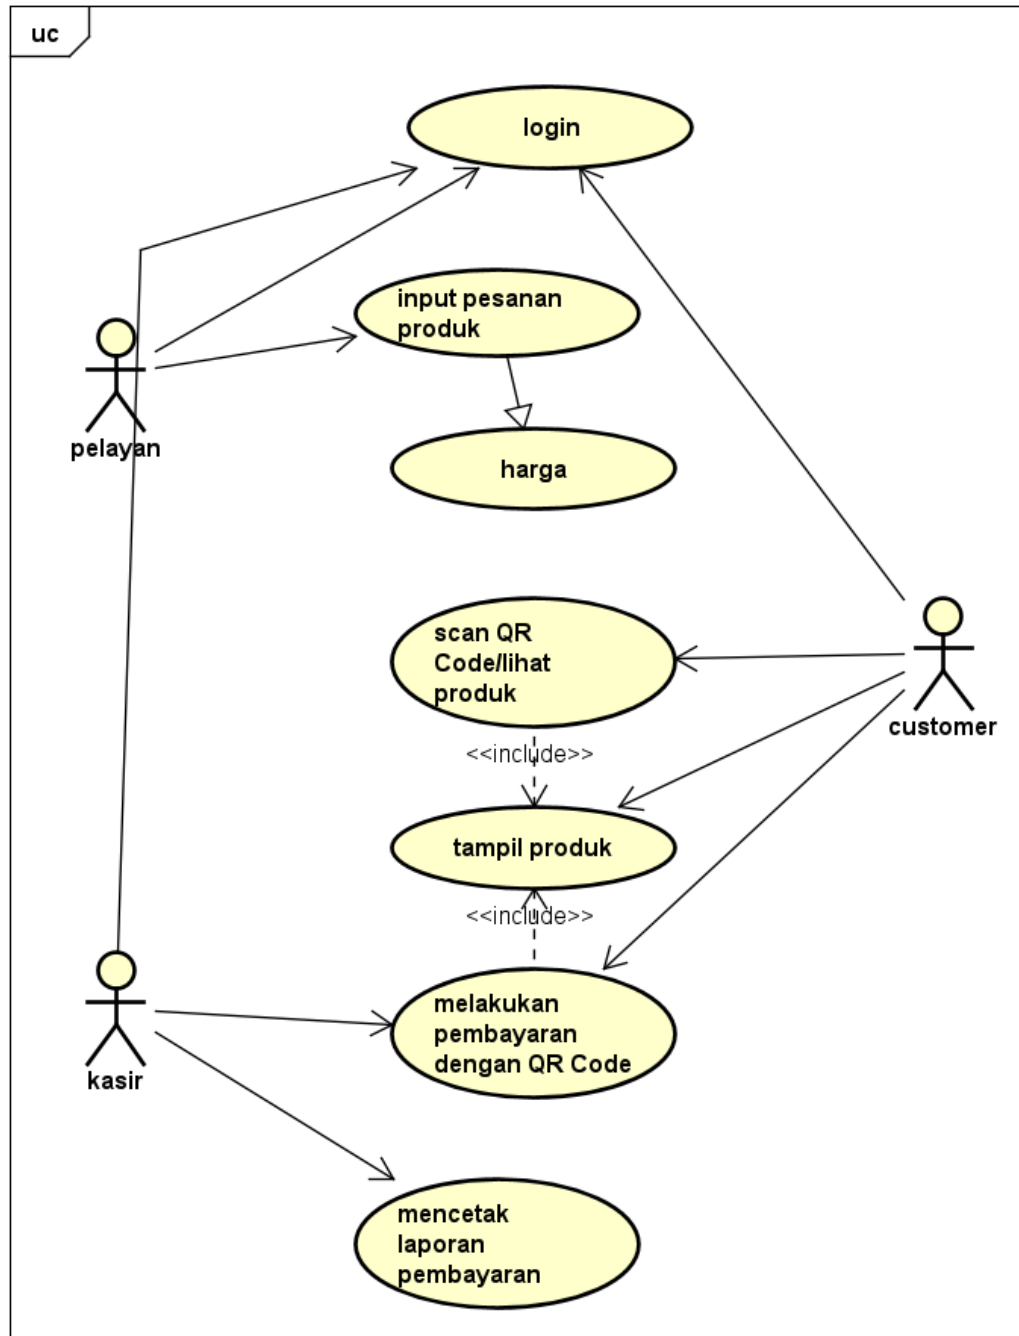 uc
login
input pesanan
produk
pelayan
harga
scan QR
Code/lihat
produk
customer
<<include>>
tampil produk
<<include>>
melakukan
pembayaran
dengan QR Code
kasir
mencetak
laporan
pembayaran